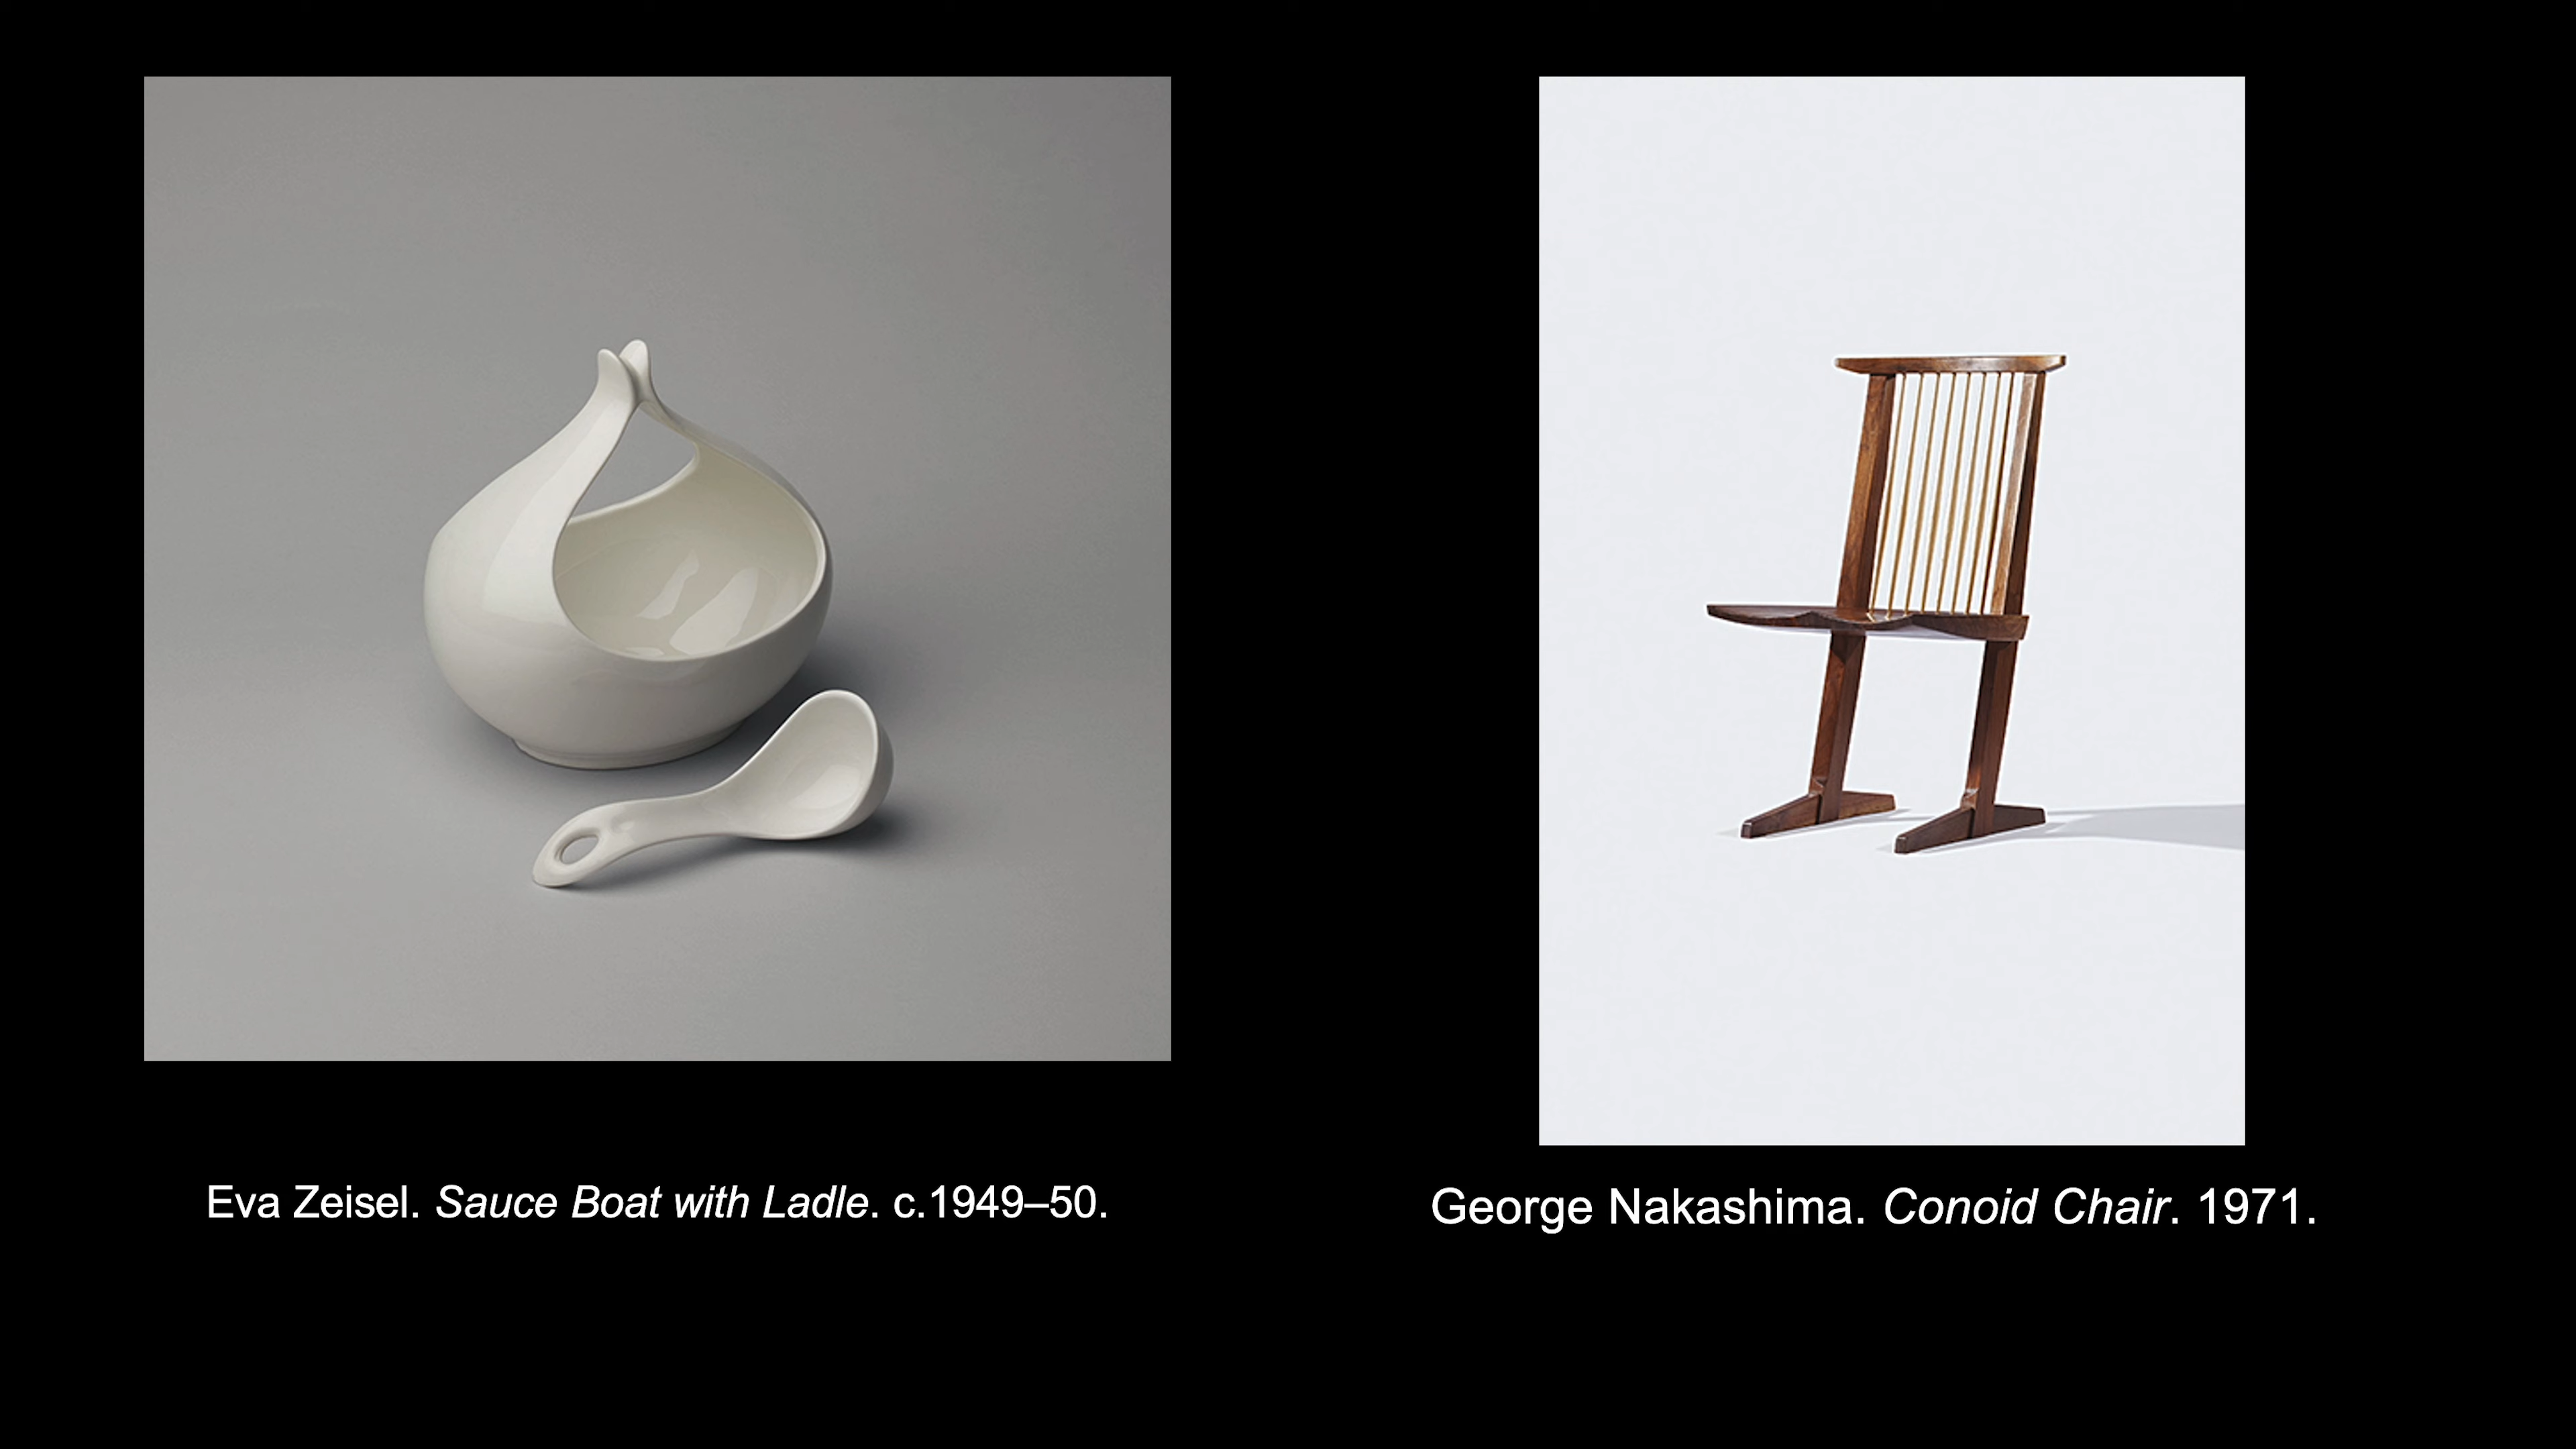 Eva Zeisel. Sauce Boat with Ladle. c.1949–50.
George Nakashima. Conoid Chair. 1971.